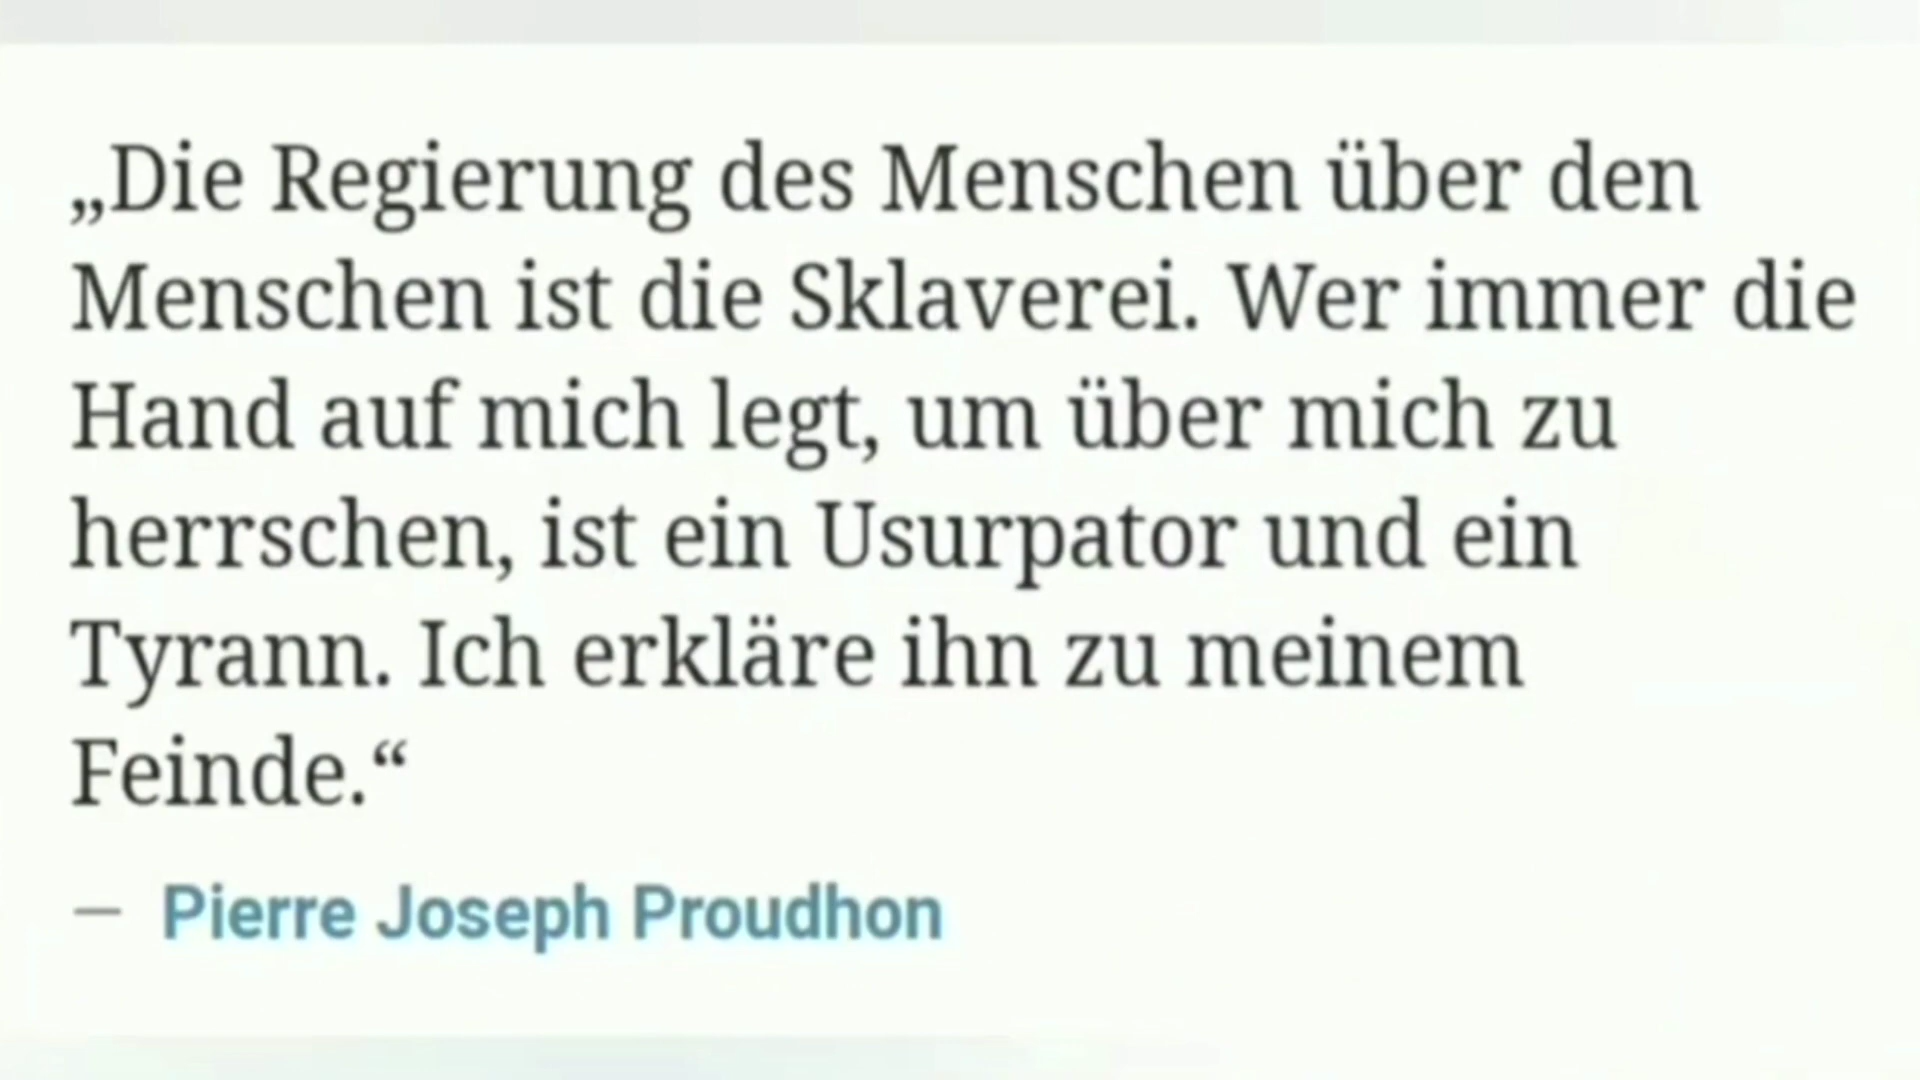 „Die Regierung des Menschen über den
Menschen ist die Sklaverei. Wer immer die
Hand auf mich legt, um über mich zu
herrschen, ist ein Usurpator und ein
Tyrann. Ich erkläre ihn zu meinem
Feinde.“
— Pierre Joseph Proudhon